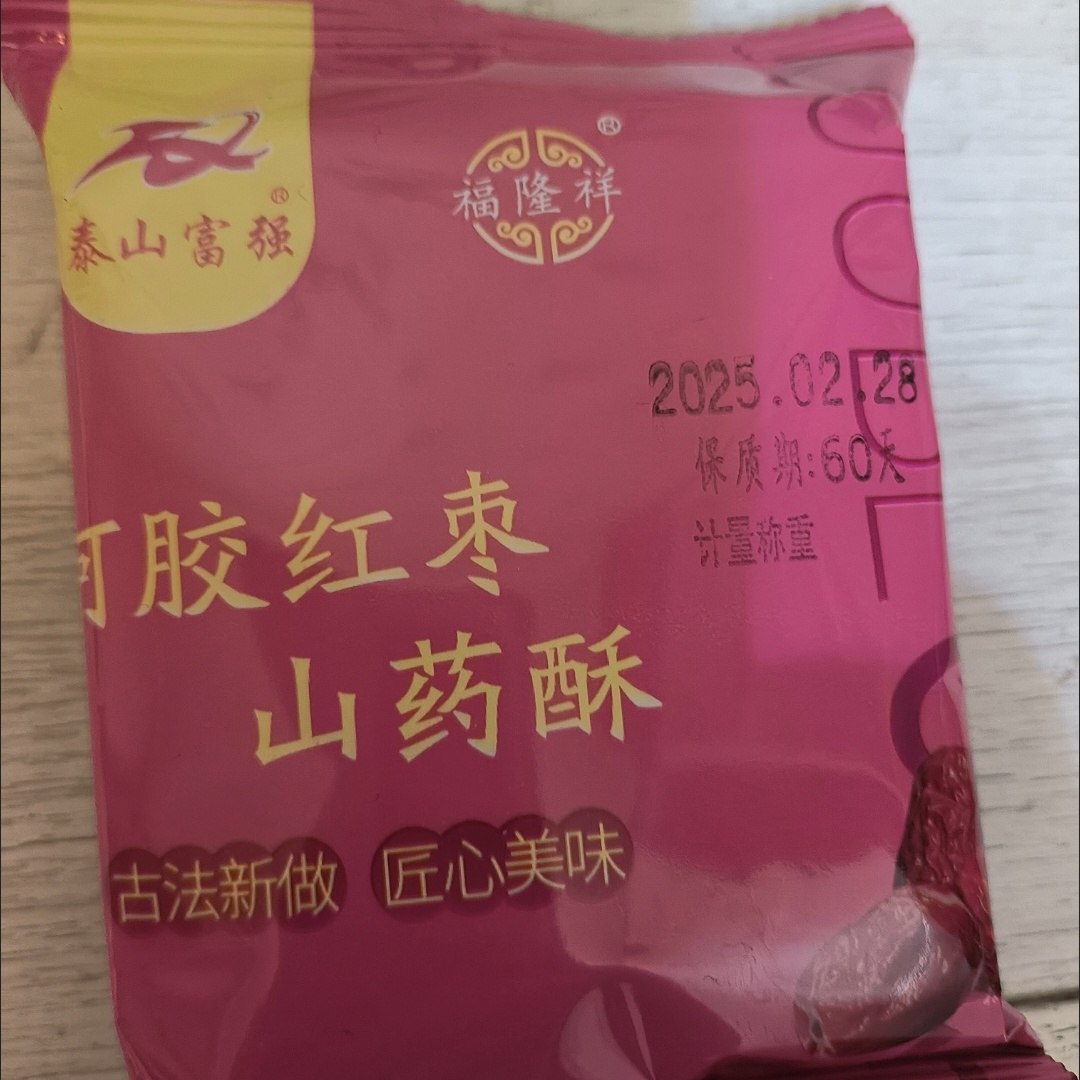 泰山富强
®
福隆祥
®
2025.02.28
保质期:60天
计量称重
阿胶红枣
山药酥
古法新做 匠心美味